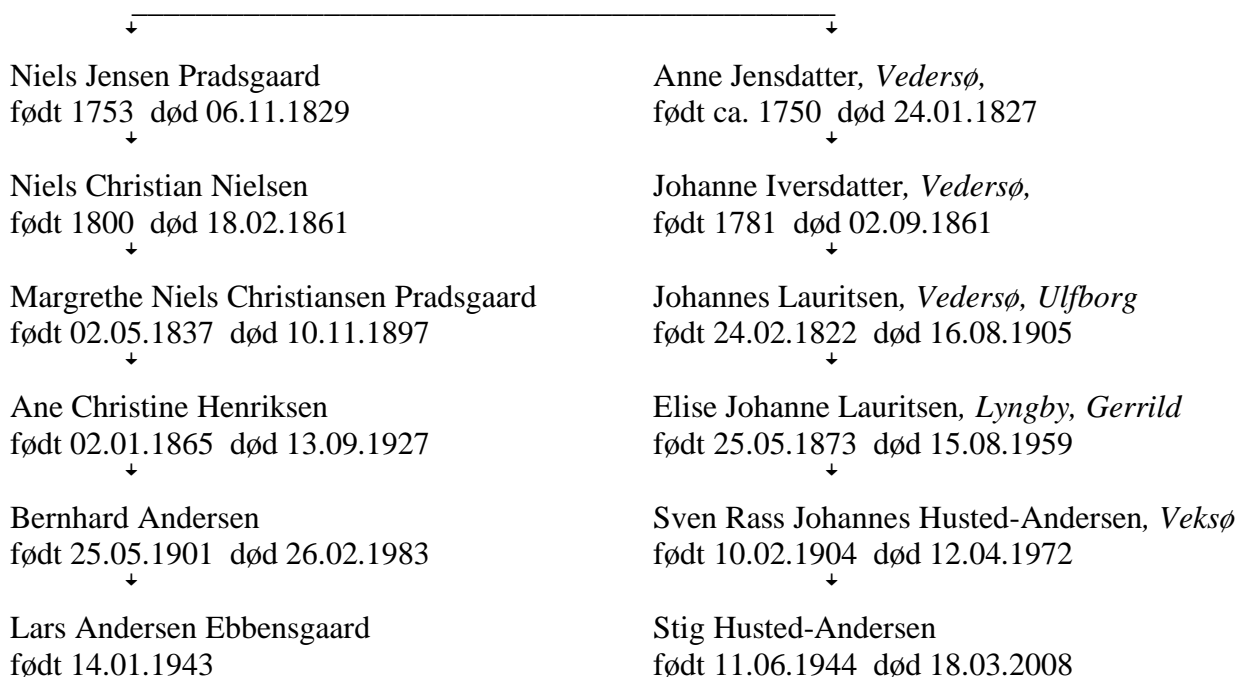 Niels Jensen Pradsgaard
født 1753 død 06.11.1829
Niels Christian Nielsen
født 1800 død 18.02.1861
Margrethe Niels Christiansen Pradsgaard
født 02.05.1837 død 10.11.1897
Ane Christine Henriksen
født 02.01.1865 død 13.09.1927
Bernhard Andersen
født 25.05.1901 død 26.02.1983
Lars Andersen Ebbensgaard
født 14.01.1943
Anne Jensdatter, Vedersø,
født ca. 1750 død 24.01.1827
Johanne Iversdatter, Vedersø,
født 1781 død 02.09.1861
Johannes Lauritsen, Vedersø, Ulfborg
født 24.02.1822 død 16.08.1905
Elise Johanne Lauritsen, Lyngby, Gerrild
født 25.05.1873 død 15.08.1959
Sven Rass Johannes Husted-Andersen, Veksø
født 10.02.1904 død 12.04.1972
Stig Husted-Andersen
født 11.06.1944 død 18.03.2008